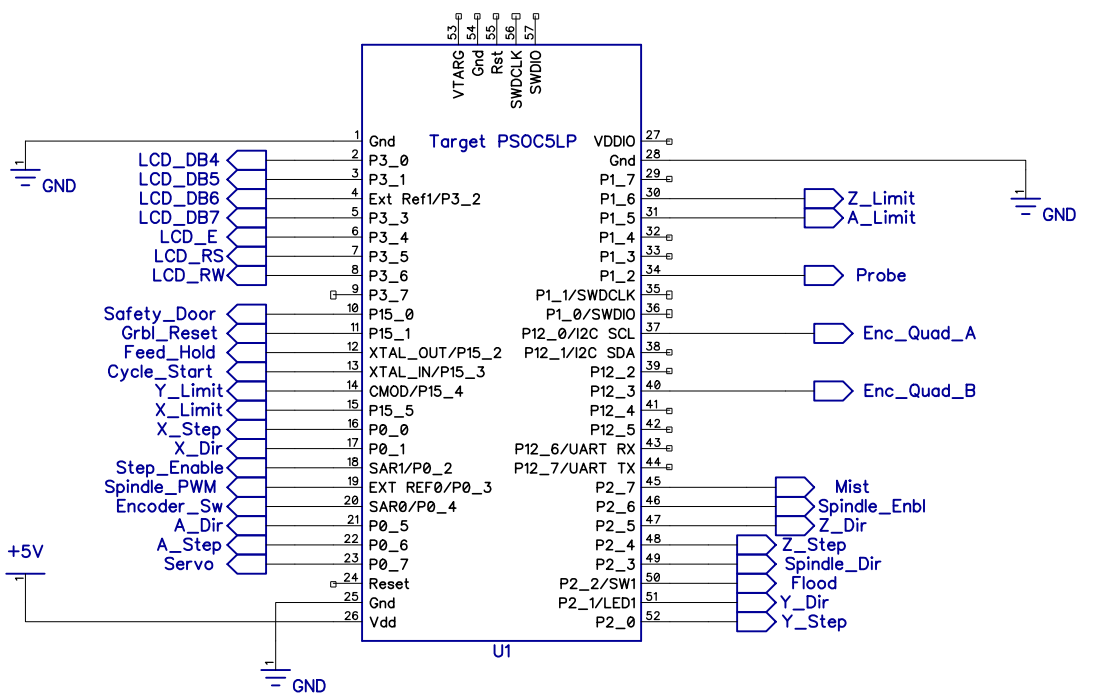 53 54 55 56 57
VTARG Gnd Rst SWDCLK SWDIO
Target PSOC5LP
1 GND
1 Gnd
LCD_DB4 2 P3_0
LCD_DB5 3 P3_1
LCD_DB6 4 Ext Ref1/P3_2
LCD_DB7 5 P3_3
LCD_E 6 P3_4
LCD_RS 7 P3_5
LCD_RW 8 P3_6
9 P3_7
Safety_Door 10 P15_0
Grbl_Reset 11 P15_1
Feed_Hold 12 XTAL_OUT/P15_2
Cycle_Start 13 XTAL_IN/P15_3
Y_Limit 14 CMOD/P15_4
X_Limit 15 P15_5
X_Step 16 P0_0
X_Dir 17 P0_1
Step_Enable 18 SAR1/P0_2
Spindle_PWM 19 EXT REF0/P0_3
Encoder_Sw 20 SAR0/P0_4
A_Dir 21 P0_5
A_Step 22 P0_6
Servo 23 P0_7
24 Reset
25 Gnd
26 Vdd
+5V
1
1 GND
VDDIO 27
Gnd 28
P1_7 29
P1_6 30 Z_Limit
P1_5 31 A_Limit
1 GND
P1_4 32
P1_3 33
P1_2 34 Probe
P1_1/SWDCLK 35
P1_0/SWDIO 36
P12_0/I2C SCL 37 Enc_Quad_A
P12_1/I2C SDA 38
P12_2 39
P12_3 40 Enc_Quad_B
P12_4 41
P12_5 42
P12_6/UART RX 43
P12_7/UART TX 44
P2_7 45 Mist
P2_6 46 Spindle_Enbl
P2_5 47 Z_Dir
P2_4 48 Z_Step
P2_3 49 Spindle_Dir
P2_2/SW1 50 Flood
P2_1/LED1 51 Y_Dir
P2_0 52 Y_Step
U1